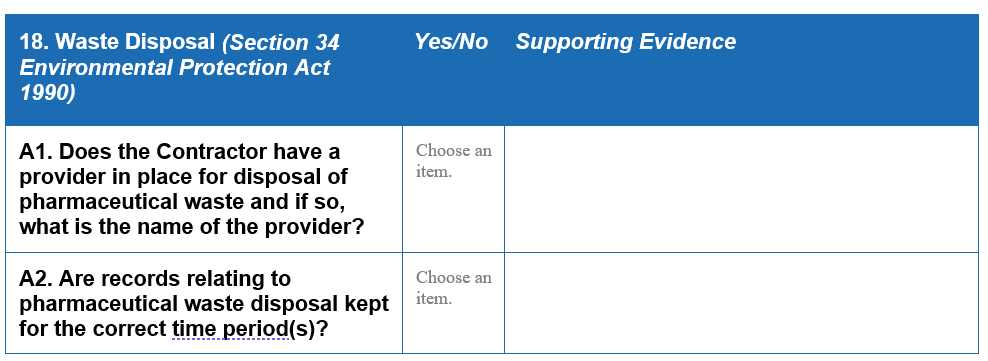 18. Waste Disposal (Section 34
Environmental Protection Act
1990)
Yes/No
Supporting Evidence
A1. Does the Contractor have a
provider in place for disposal of
pharmaceutical waste and if so,
what is the name of the provider?
Choose an
item.
A2. Are records relating to
pharmaceutical waste disposal kept
for the correct time period(s)?
Choose an
item.